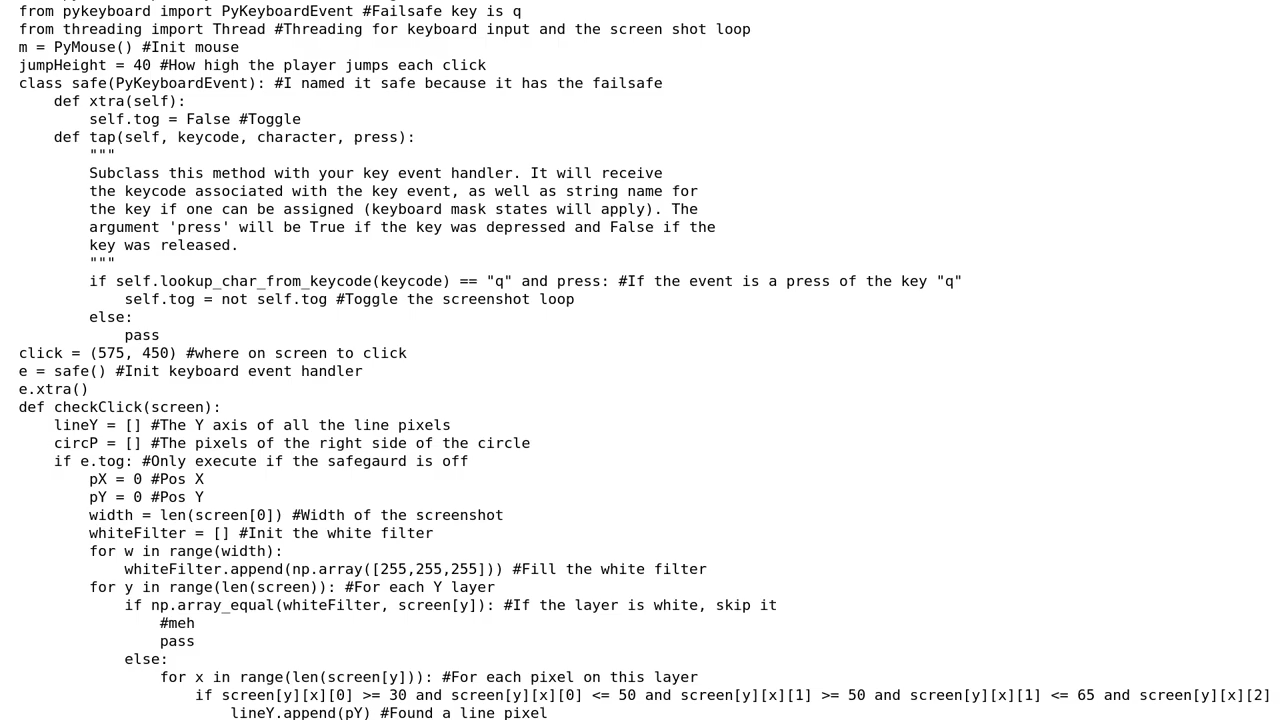 from pykeyboard import PyKeyboardEvent #Failsafe key is q
from threading import Thread #Threading for keyboard input and the screen shot loop
m = PyMouse() #Init mouse
jumpHeight = 40 #How high the player jumps each click
class safe(PyKeyboardEvent): #I named it safe because it has the failsafe
    def xtra(self):
        self.tog = False #Toggle
    def tap(self, keycode, character, press):
        """
        Subclass this method with your key event handler. It will receive
        the keycode associated with the key event, as well as string name for
        the key if one can be assigned (keyboard mask states will apply). The
        argument 'press' will be True if the key was depressed and False if the
        key was released.
        """
        if self.lookup_char_from_keycode(keycode) == "q" and press: #If the event is a press of the key "q"
            self.tog = not self.tog #Toggle the screenshot loop
        else:
            pass
click = (575, 450) #where on screen to click
e = safe() #Init keyboard event handler
e.xtra()
def checkClick(screen):
    lineY = [] #The Y axis of all the line pixels
    circP = [] #The pixels of the right side of the circle
    if e.tog: #Only execute if the safegaurd is off
        pX = 0 #Pos X
        pY = 0 #Pos Y
        width = len(screen[0]) #Width of the screenshot
        whiteFilter = [] #Init the white filter
        for w in range(width):
            whiteFilter.append(np.array([255,255,255])) #Fill the white filter
        for y in range(len(screen)): #For each Y layer
            if np.array_equal(whiteFilter, screen[y]): #If the layer is white, skip it
                #meh
                pass
            else:
                for x in range(len(screen[y])): #For each pixel on this layer
                    if screen[y][x][0] >= 30 and screen[y][x][0] <= 50 and screen[y][x][1] >= 50 and screen[y][x][1] <= 65 and screen[y][x][2]
                        lineY.append(pY) #Found a line pixel